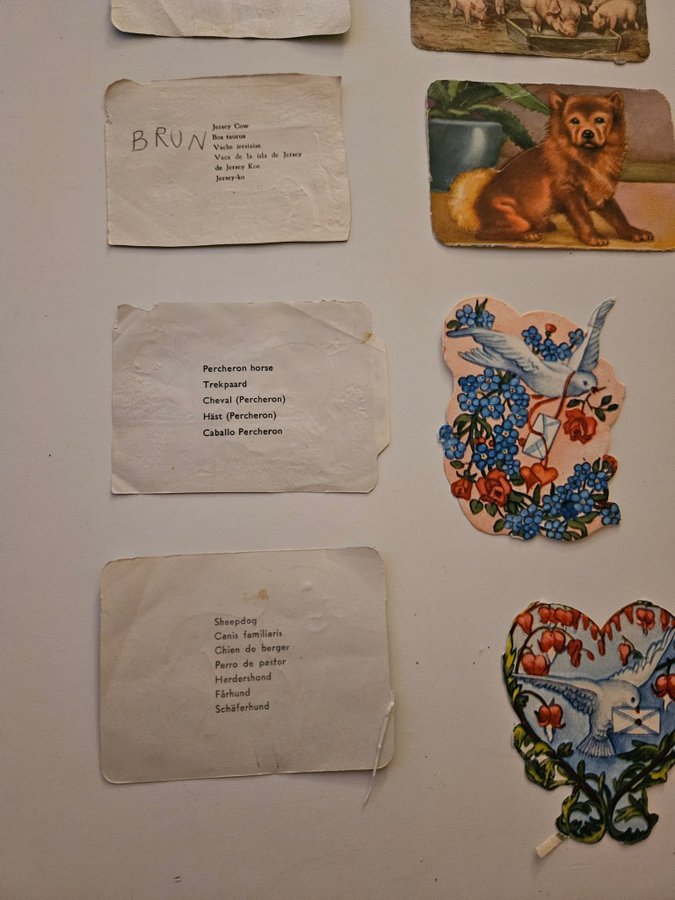 BRUN
Jersey Cow
Bos taurus
Vache jersiaise
Vaca de la isla de Jersey
de Jersey Koe
Jersey-ko
Percheron horse
Trekpaard
Cheval (Percheron)
Häst (Percheron)
Caballo Percheron
Sheepdog
Canis familiaris
Chien de berger
Perro de pastor
Herdershond
Fårhund
Schäferhund